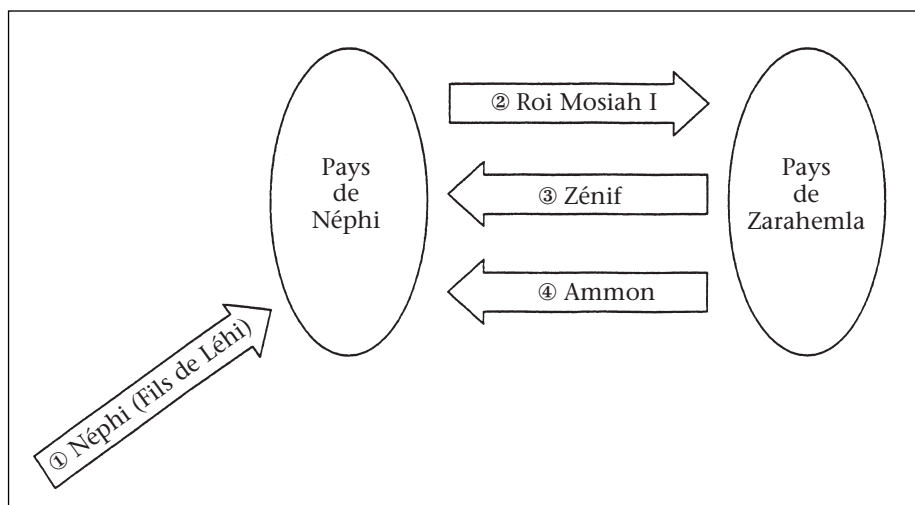 ② Roi Mosiah I
Pays
de
Néphi
③ Zénif
Pays
de
Zarahemla
④ Ammon
① Néphi (Fils de Léhi)